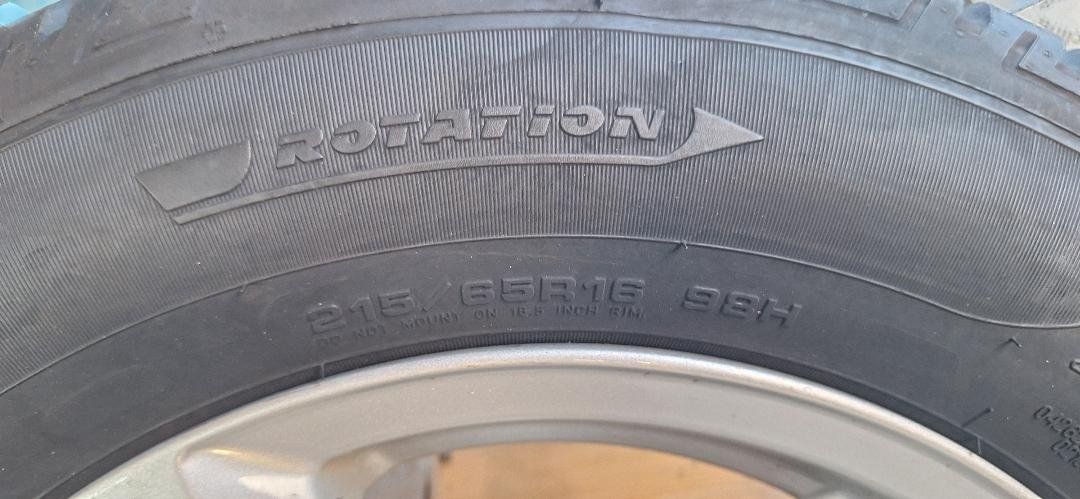 ROTATION
215/65R16 98H
DO NOT MOUNT ON 16.5 INCH RIM